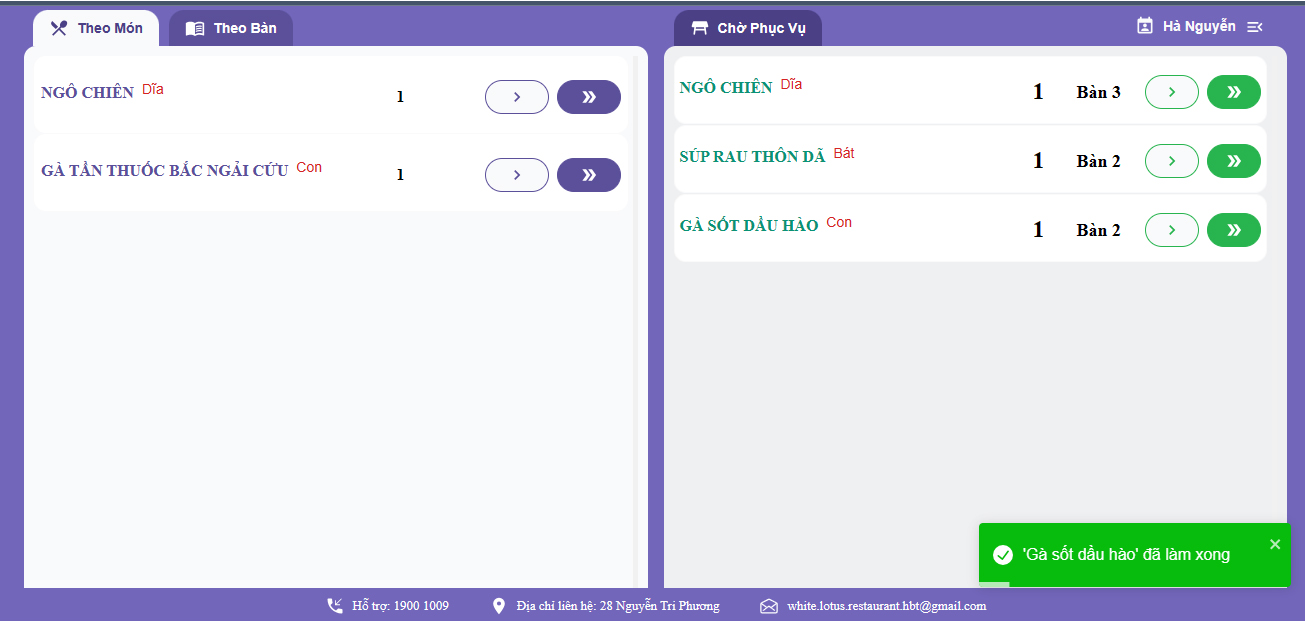 Theo Món
Theo Bàn
Chờ Phục Vụ
Hà Nguyễn
NGÔ CHIÊN Dĩa 1
GÀ TẦN THUỐC BẮC NGẢI CỨU Con 1
NGÔ CHIÊN Dĩa 1 Bàn 3
SÚP RAU THÔN DÃ Bát 1 Bàn 2
GÀ SỐT DẦU HÀO Con 1 Bàn 2
'Gà sốt dầu hào' đã làm xong
Hỗ trợ: 1900 1009
Địa chỉ liên hệ: 28 Nguyễn Tri Phương
white.lotus.restaurant.hbt@gmail.com